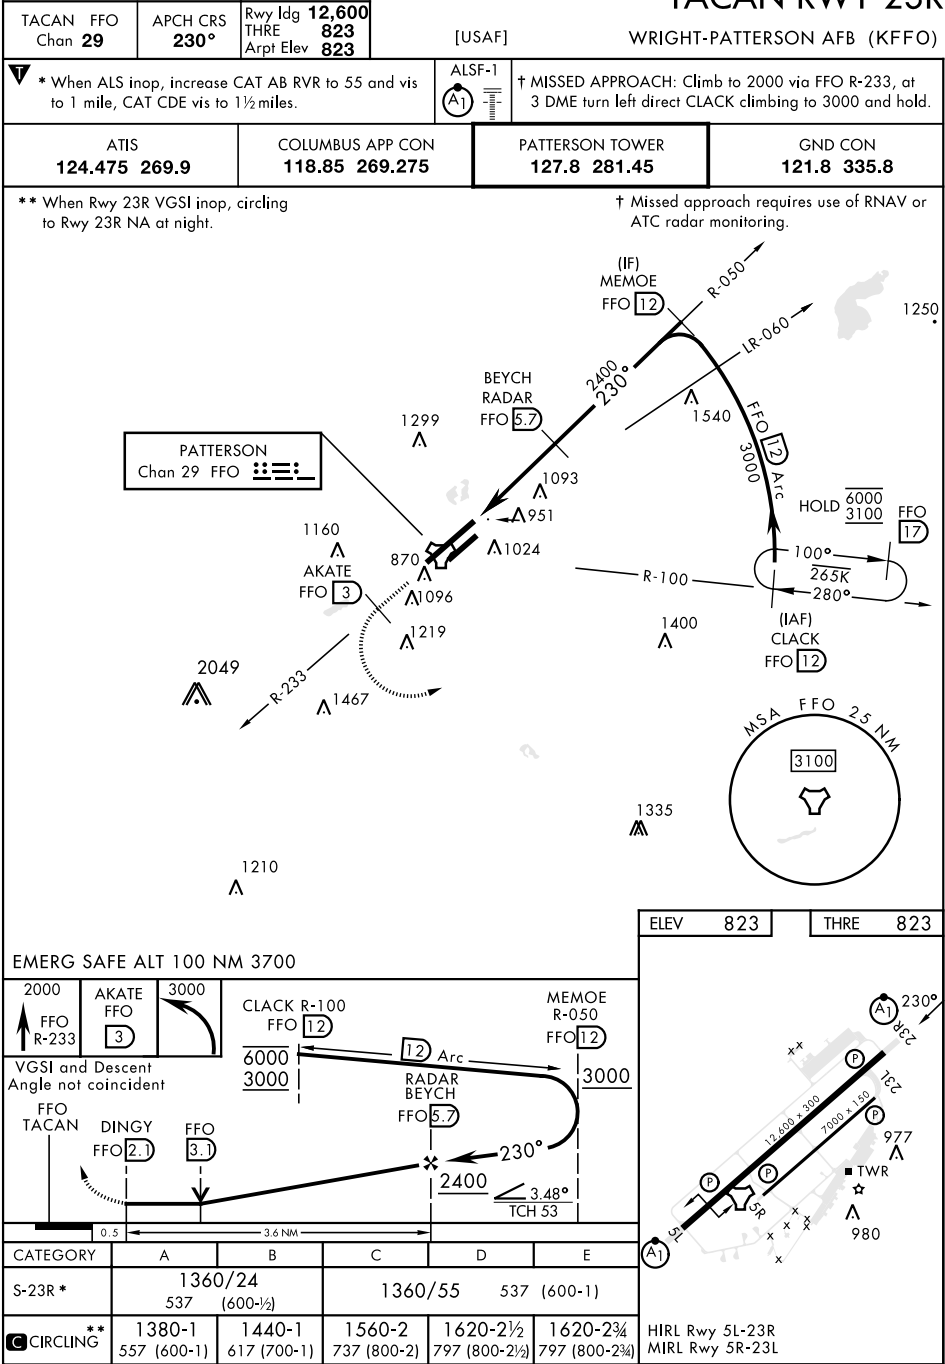 TACAN RWY 23R
WRIGHT-PATTERSON AFB (KFFO)
[USAF]
TACAN FFO
Chan 29
APCH CRS
230°
Rwy ldg 12,600
THRE 823
Arpt Elev 823
T
* When ALS inop, increase CAT AB RVR to 55 and vis
to 1 mile, CAT CDE vis to 1½ miles.
ALSF-1
A1
† MISSED APPROACH: Climb to 2000 via FFO R-233, at
3 DME turn left direct CLACK climbing to 3000 and hold.
ATIS
124.475 269.9
COLUMBUS APP CON
118.85 269.275
PATTERSON TOWER
127.8 281.45
GND CON
121.8 335.8
** When Rwy 23R VGSI inop, circling
to Rwy 23R NA at night.
† Missed approach requires use of RNAV or
ATC radar monitoring.
(IF)
MEMOE
FFO 12
R-050
1250
LR-060
2400
230°
BEYCH
RADAR
FFO 5.7
1540
1299
FFO 12 Arc
3000
PATTERSON
Chan 29 FFO
1093
951
HOLD 6000
3100
FFO
17
1160
1024
870
100°
265K
280°
AKATE
FFO 3
1096
R-100
(IAF)
CLACK
FFO 12
1219
1400
2049
R-233
1467
MSA FFO 25 NM
3100
1335
1210
EMERG SAFE ALT 100 NM 3700
ELEV 823
THRE 823
2000
FFO
R-233
AKATE
FFO
3
3000
CLACK R-100
FFO 12
MEMOE
R-050
FFO 12
6000
3000
12 Arc
3000
VGSI and Descent
Angle not coincident
RADAR
BEYCH
FFO 5.7
FFO
TACAN
DINGY
FFO 2.1
FFO
3.1
230°
2400
3.48°
TCH 53
0.5
3.6 NM
A1
230°
23R
23L
P
12,600 x 300
7000 x 150
P
977
TWR
P
P
5R
5L
980
A1
x x
x x x x x x
HIRL Rwy 5L-23R
MIRL Rwy 5R-23L
CATEGORY A B C D E
S-23R * 1360/24 537 (600-½) 1360/55 537 (600-1)
C CIRCLING ** 1380-1 1440-1 1560-2 1620-2½ 1620-2¾
557 (600-1) 617 (700-1) 737 (800-2) 797 (800-2½) 797 (800-2¾)